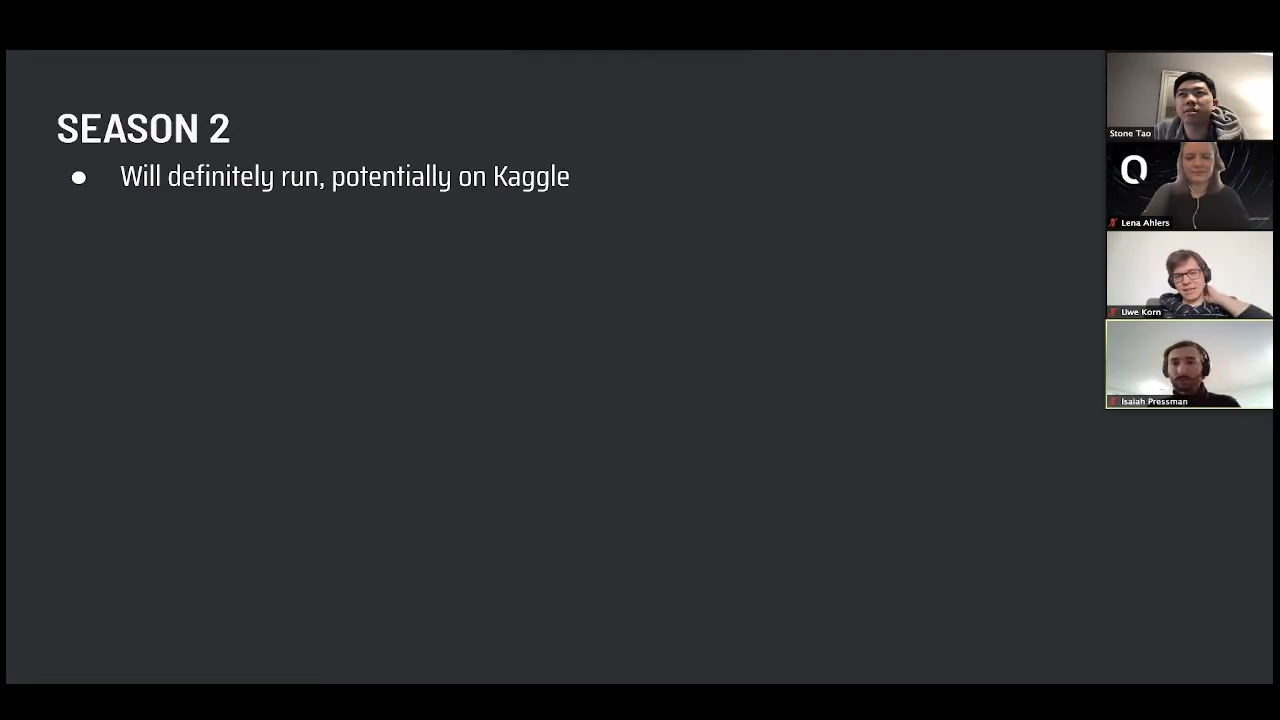 SEASON 2
● Will definitely run, potentially on Kaggle
Stone Tao
Lena Ahlers
Uwe Korn
Isaiah Pressman